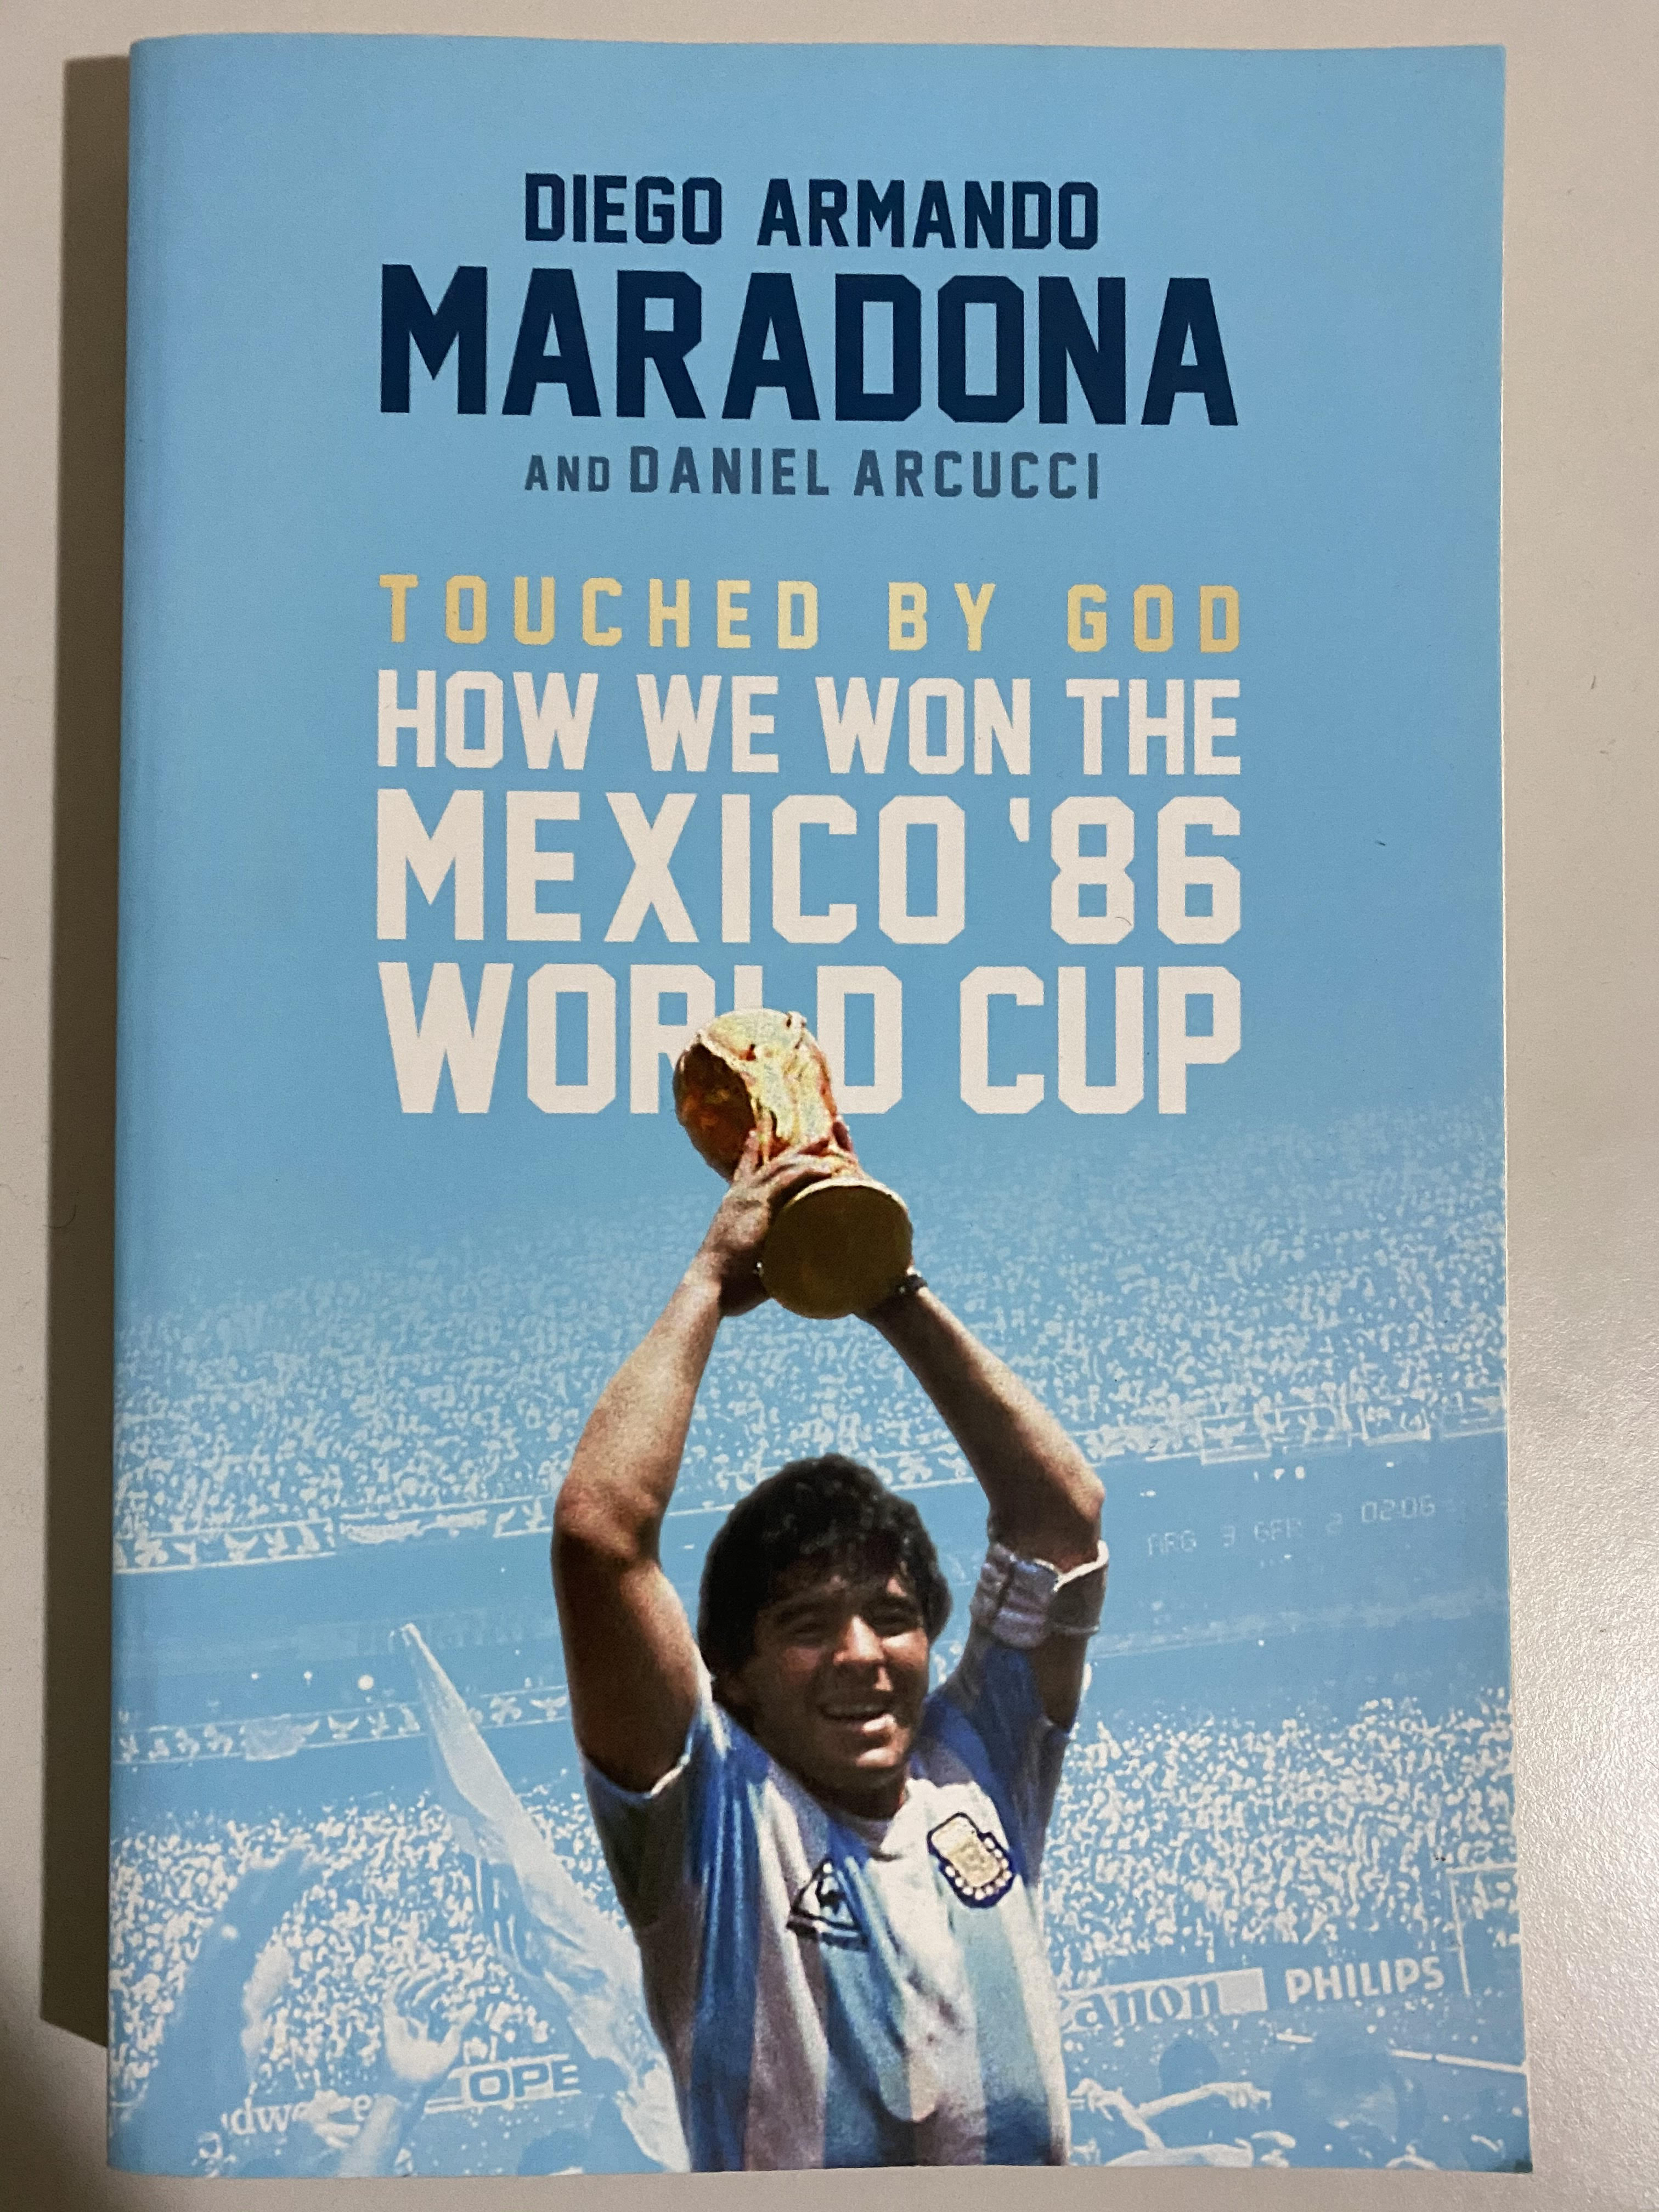 DIEGO ARMANDO
MARADONA
AND DANIEL ARCUCCI
TOUCHED BY GOD
HOW WE WON THE
MEXICO '86
WORLD CUP
ARG 3 GER 2 02:06
PHILIPS